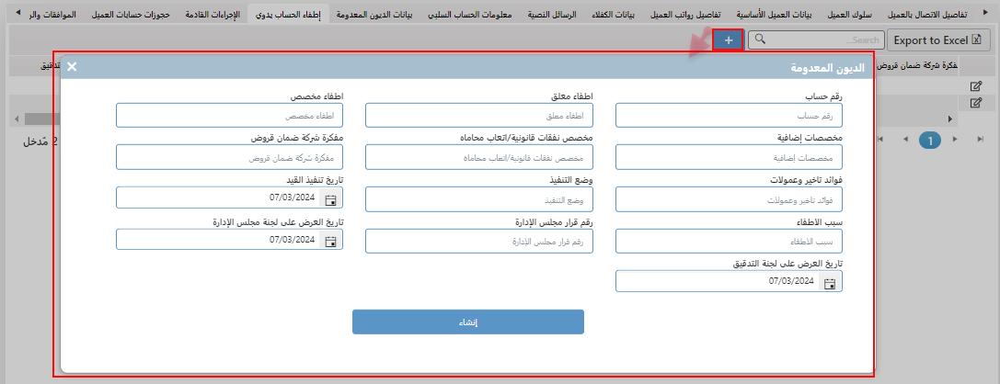 تفاصيل الاتصال بالعميل سلوك العميل بيانات العميل الأساسية تفاصيل رواتب العميل بيانات الكفلاء الرسائل النصية معلومات الحساب السلبي بيانات الديون المعدومة إطفاء الحساب يدوي الإجراءات القادمة حجوزات حسابات العميل الموافقات والر
Export to Excel Search... +
مفكرة شركة ضمان قروض
الديون المعدومة
رقم حساب اطفاء معلق اطفاء مخصص
رقم حساب اطفاء معلق اطفاء مخصص
مخصصات إضافية مخصص نفقات قانونية/اتعاب محاماه مفكرة شركة ضمان قروض
مخصصات إضافية مخصص نفقات قانونية/اتعاب محاماه مفكرة شركة ضمان قروض
فوائد تاخير وعمولات وضع التنفيذ تاريخ تنفيذ القيد
فوائد تاخير وعمولات وضع التنفيذ 07/03/2024
سبب الاطفاء رقم قرار مجلس الإدارة تاريخ العرض على لجنة مجلس الإدارة
سبب الاطفاء رقم قرار مجلس الإدارة 07/03/2024
تاريخ العرض على لجنة التدقيق
07/03/2024
إنشاء
1
2 مُدخل